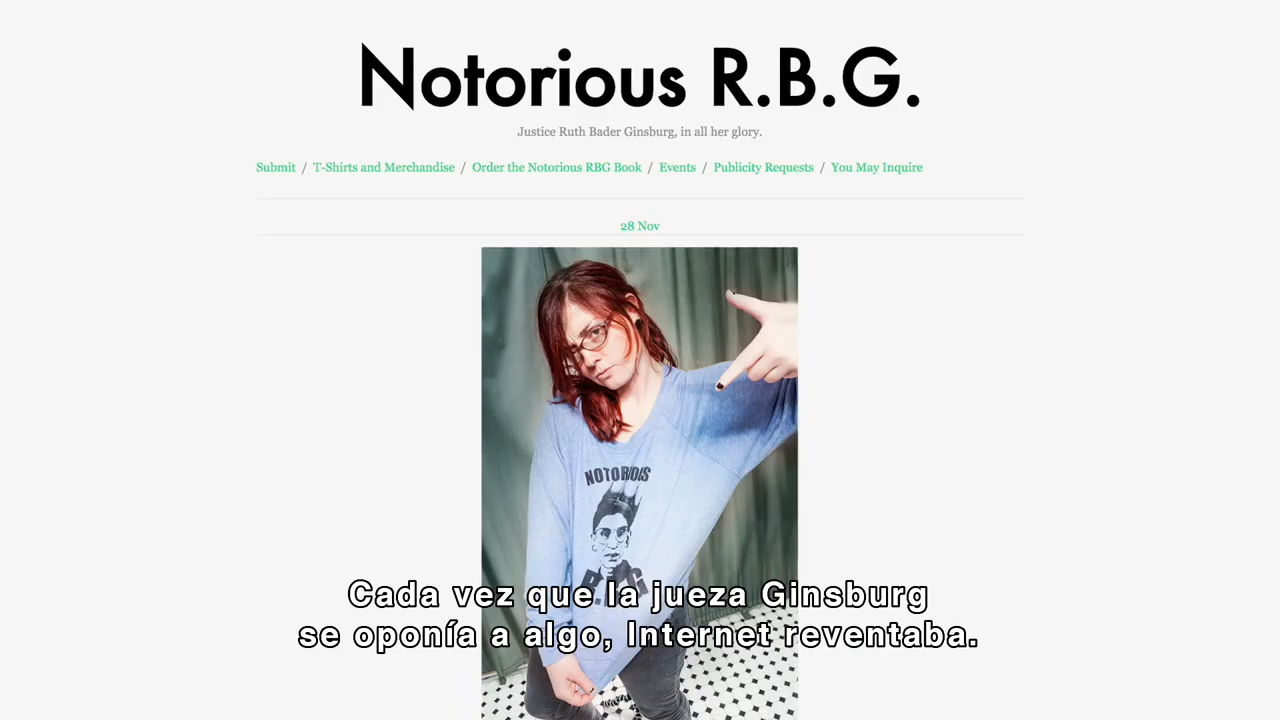 Notorious R.B.G.
Justice Ruth Bader Ginsburg, in all her glory.
Submit / T-Shirts and Merchandise / Order the Notorious RBG Book / Events / Publicity Requests / You May Inquire
28 Nov
NOTORIOUS
R.B.G
Cada vez que la jueza Ginsburg
se oponía a algo, Internet reventaba.